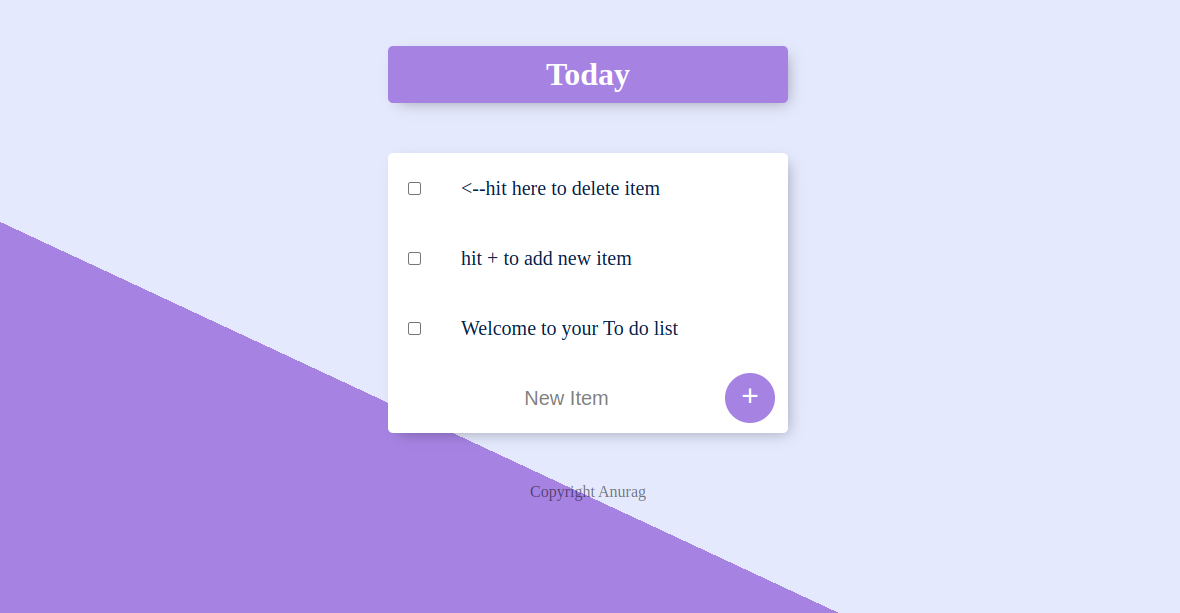 Today
<--hit here to delete item
hit + to add new item
Welcome to your To do list
New Item +
Copyright Anurag